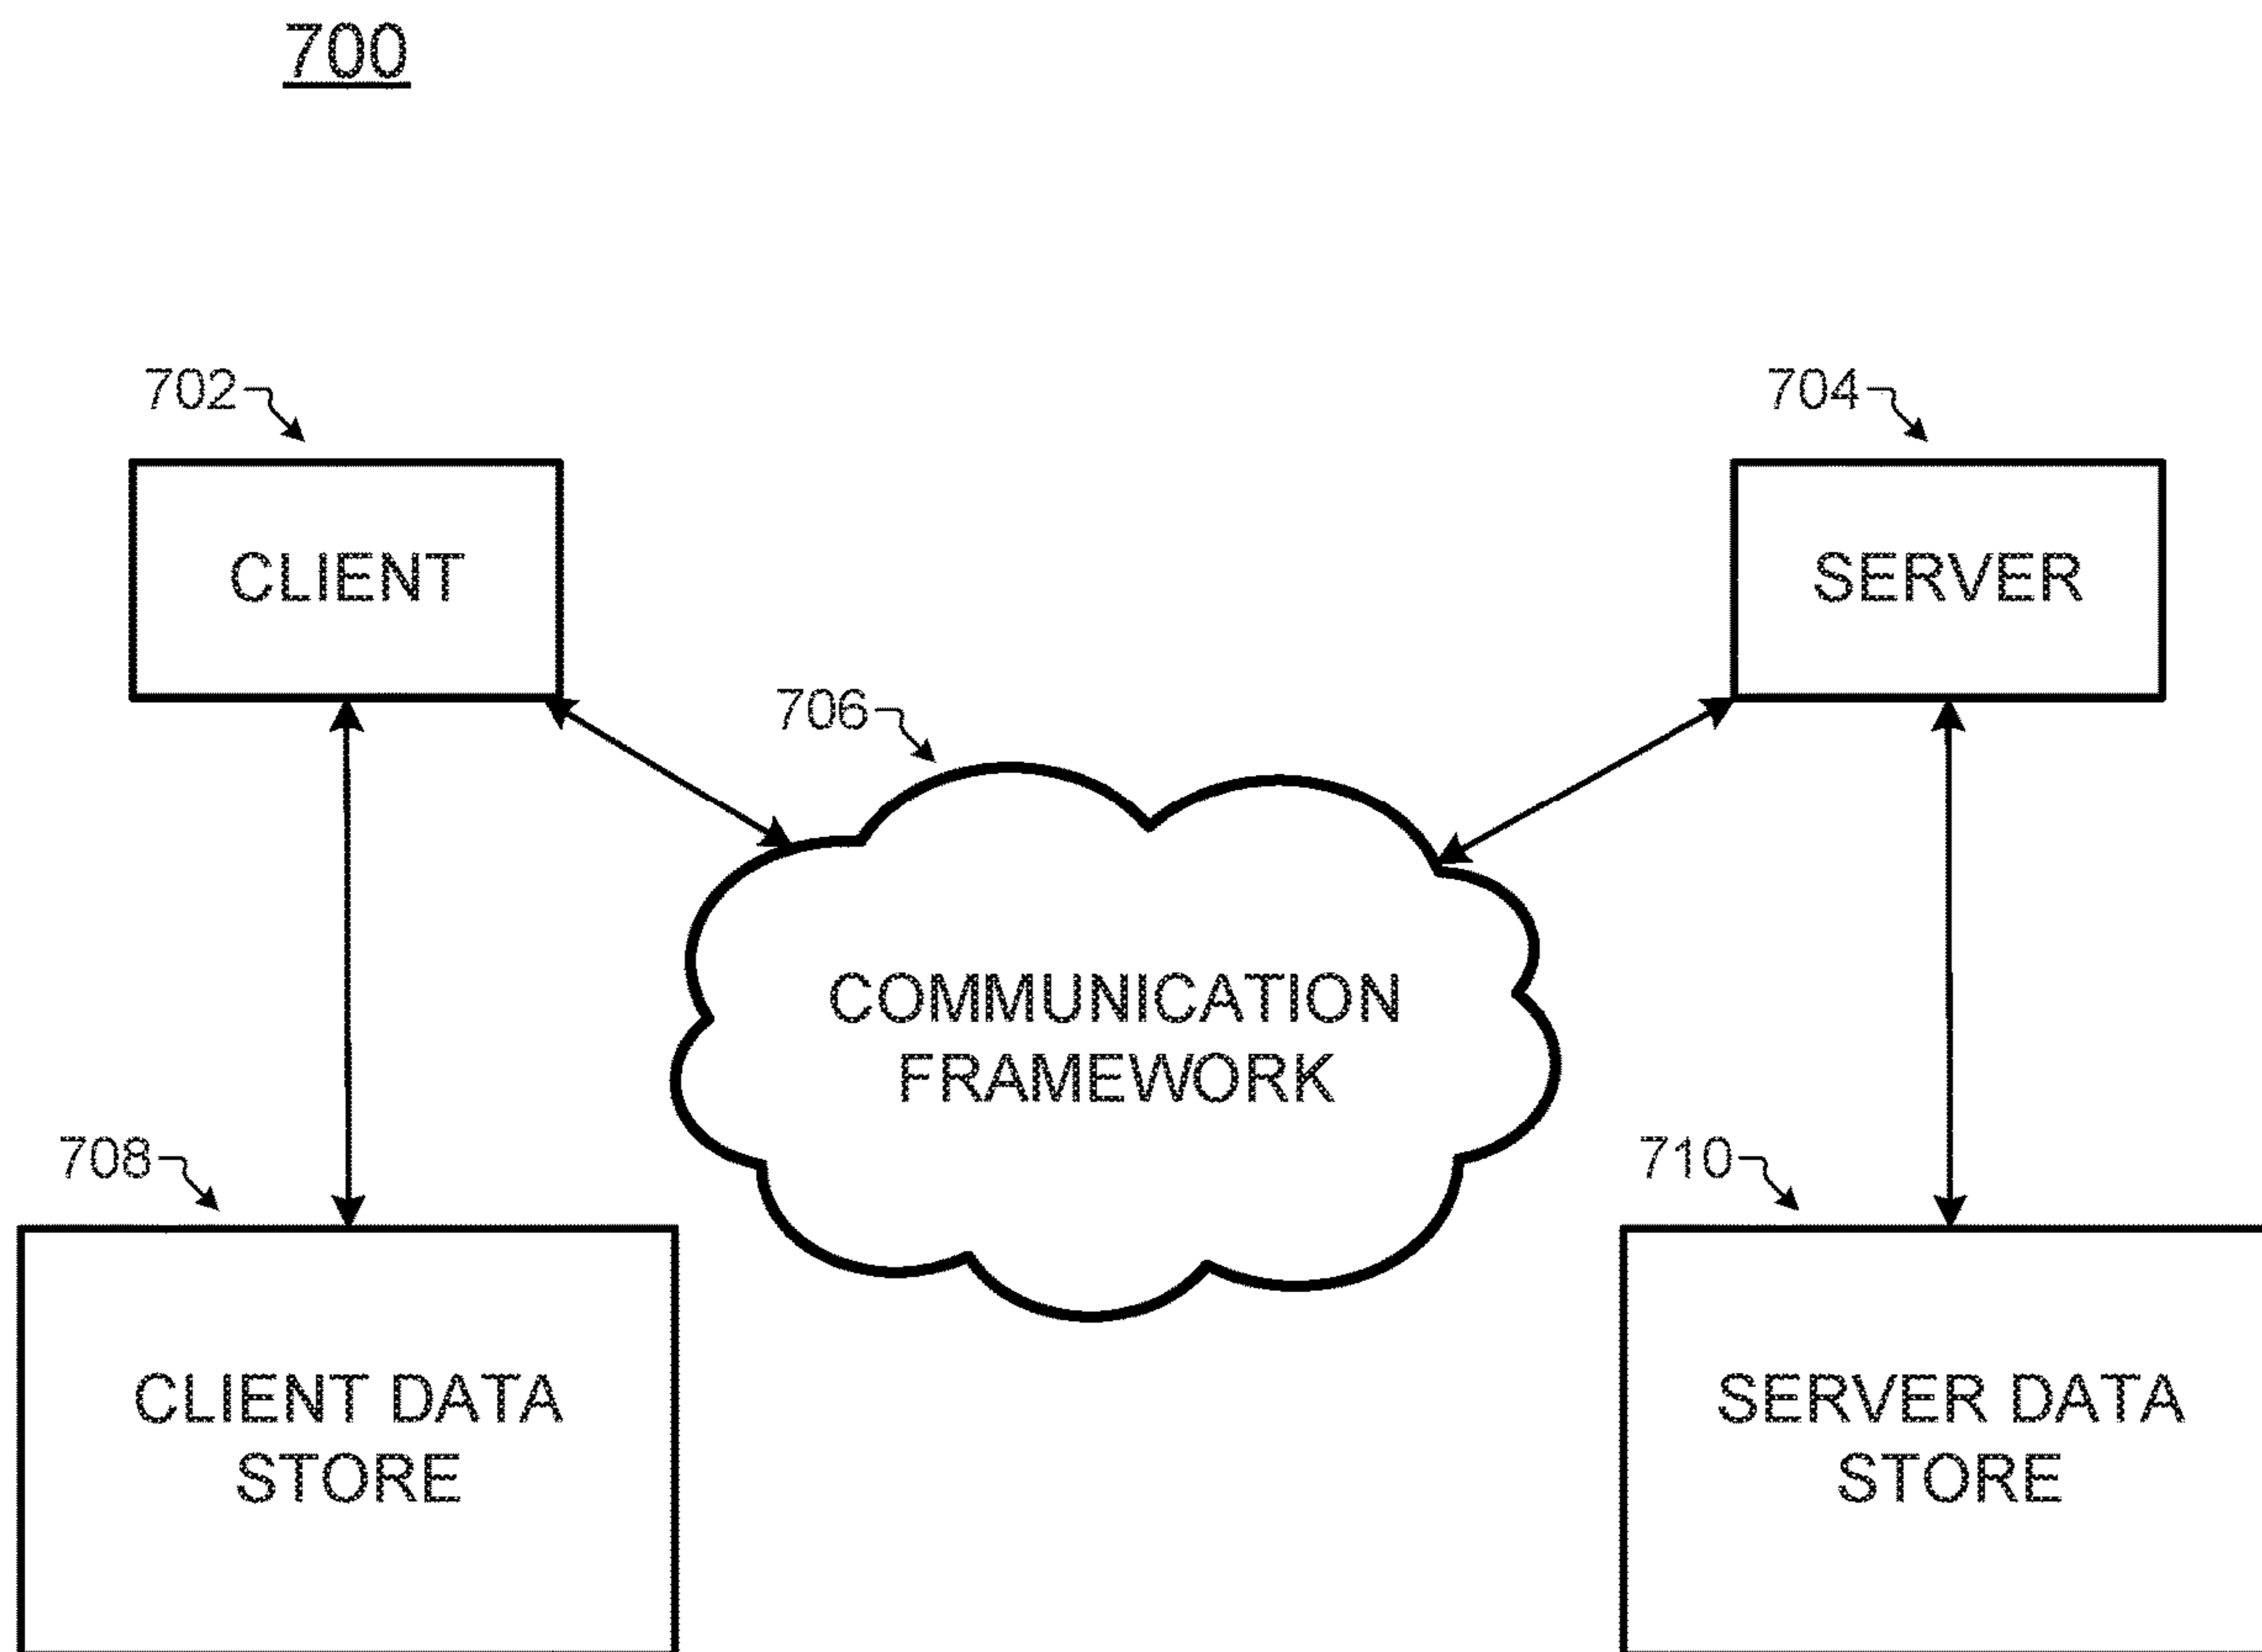 700
702
704
CLIENT
SERVER
706
COMMUNICATION
FRAMEWORK
708
710
CLIENT DATA
STORE
SERVER DATA
STORE